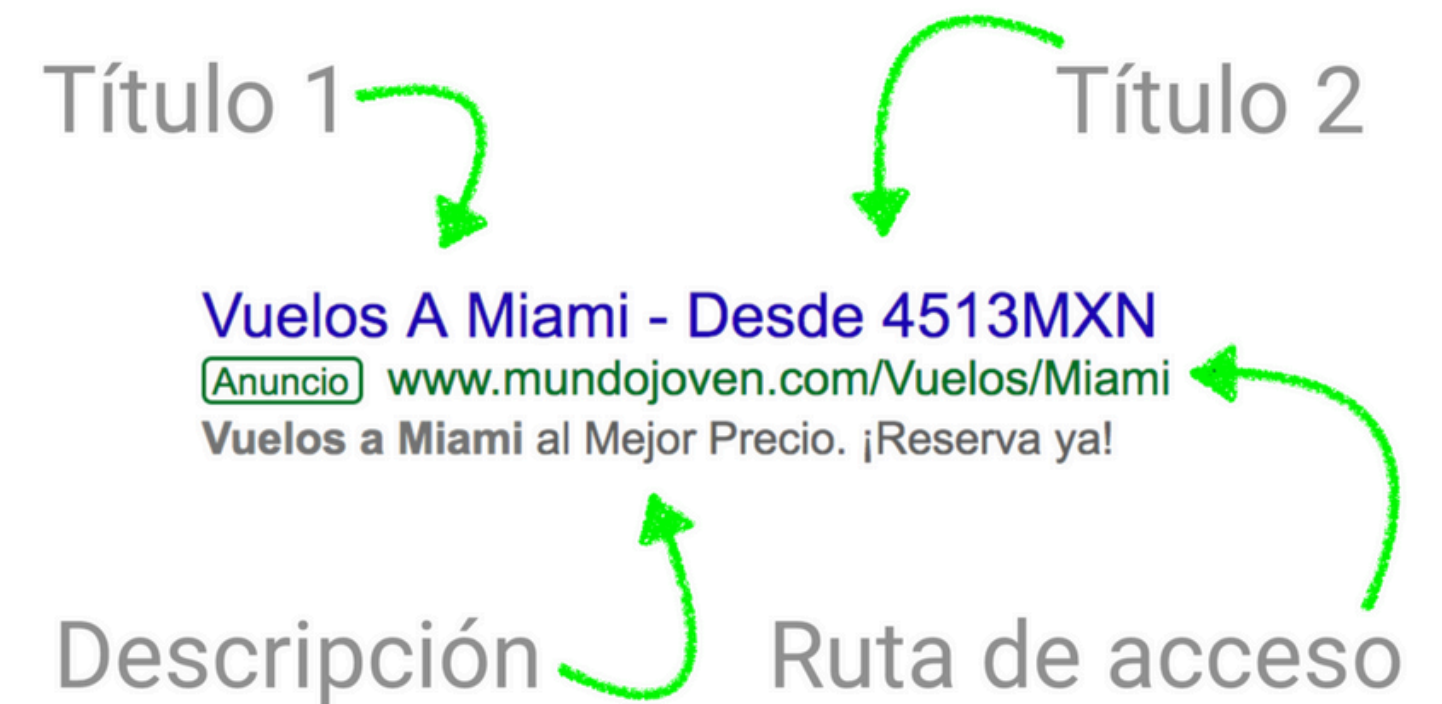 Título 1
Título 2
Vuelos A Miami - Desde 4513MXN
Anuncio www.mundojoven.com/Vuelos/Miami
Vuelos a Miami al Mejor Precio. ¡Reserva ya!
Descripción
Ruta de acceso